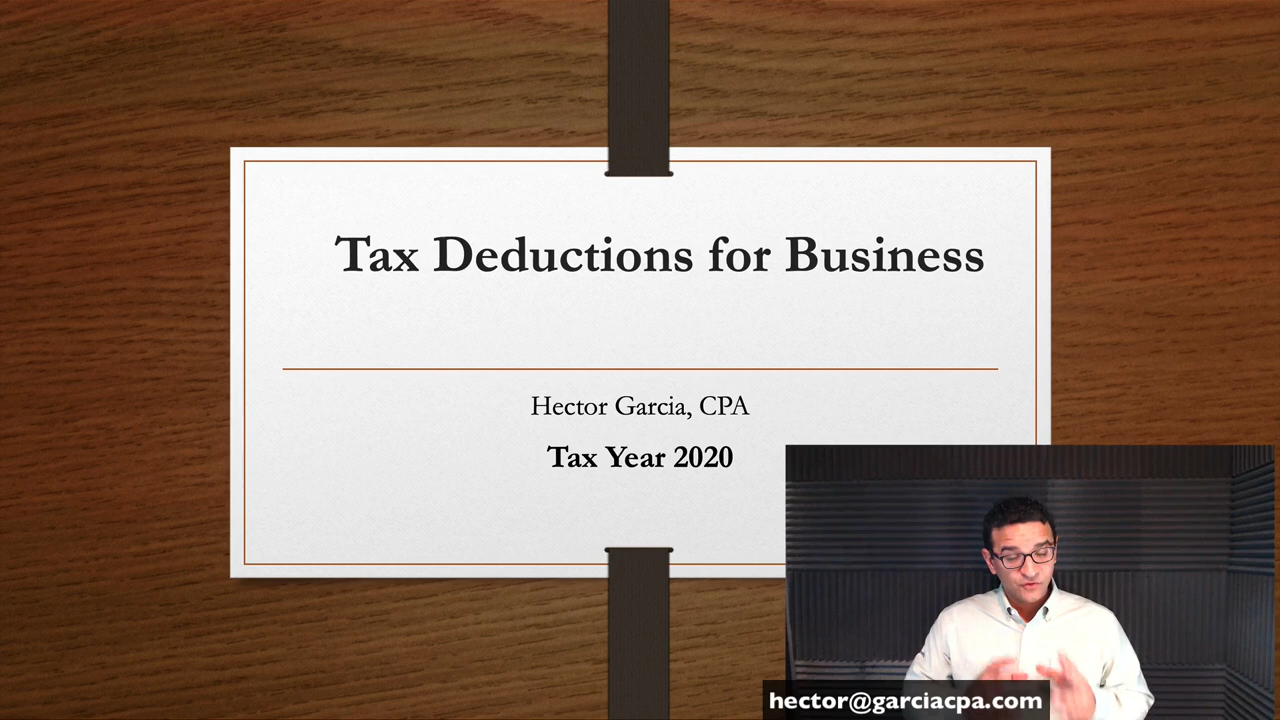 Tax Deductions for Business
Hector Garcia, CPA
Tax Year 2020
hector@garciacpa.com